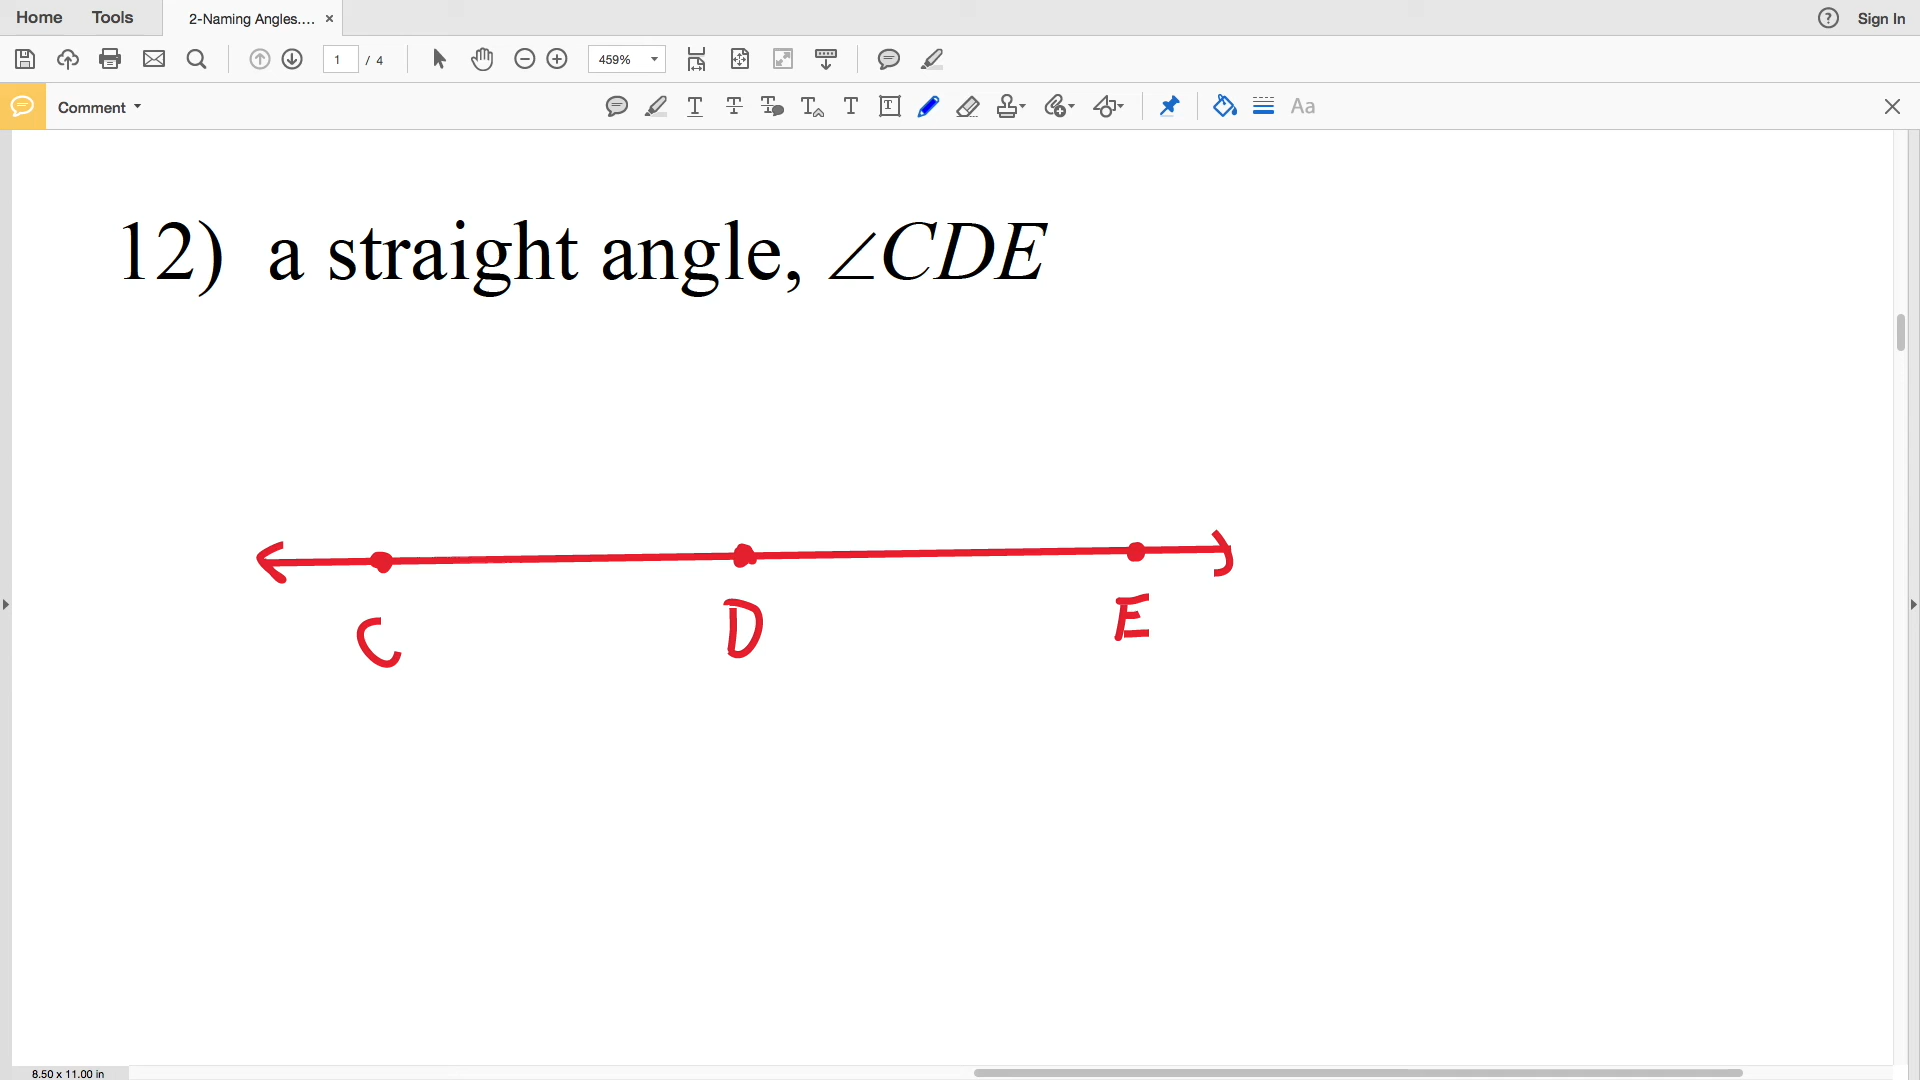 Home Tools 2-Naming Angles.... × ? Sign In
1 / 4 459%
Comment Aa
12) a straight angle, ∠CDE
C D E
8.50 x 11.00 in